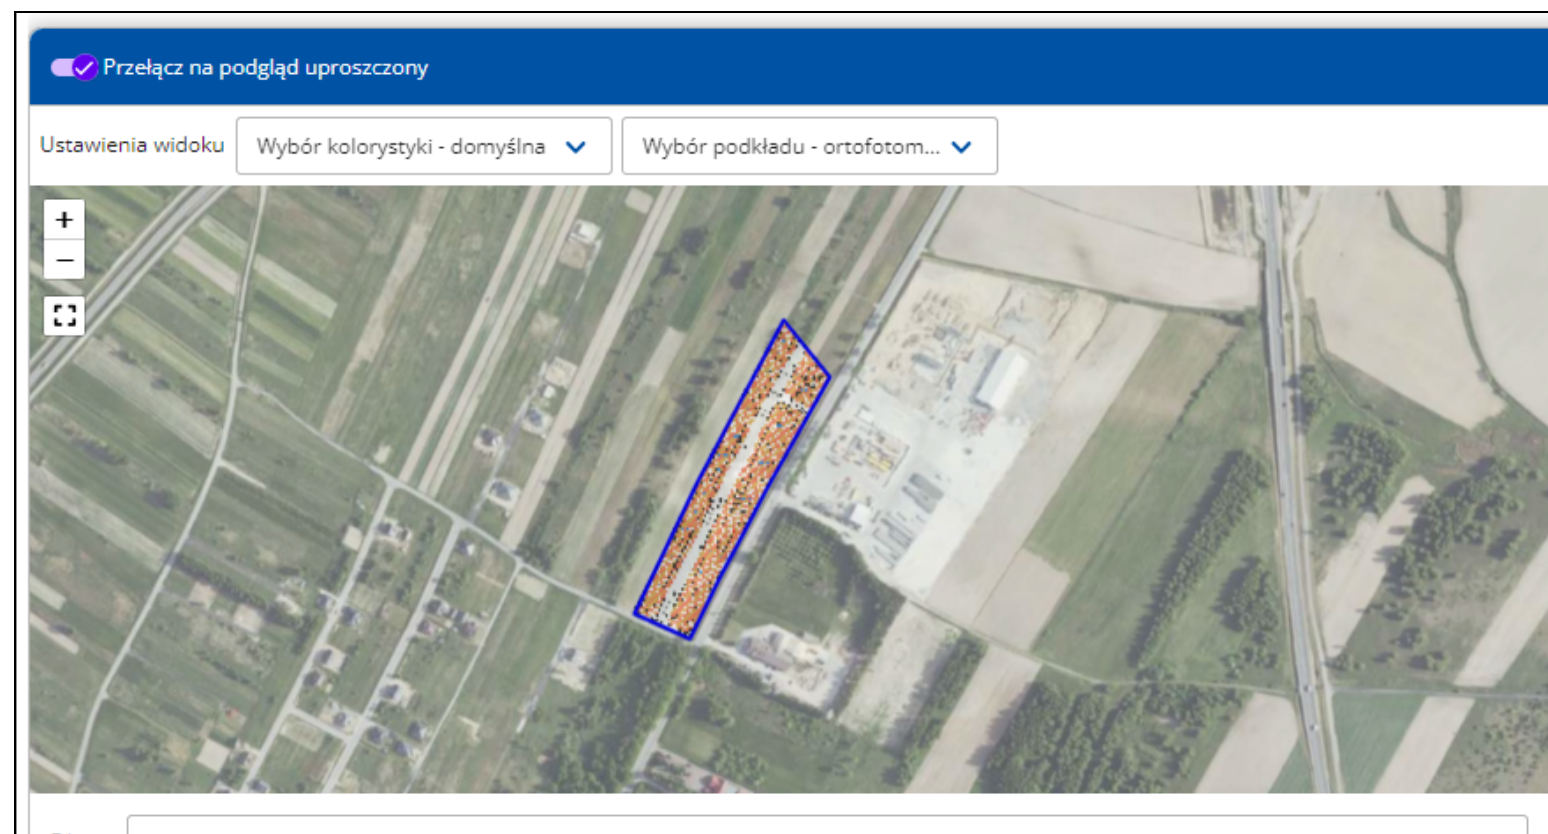 Przełącz na podgląd uproszczony
Ustawienia widoku
Wybór kolorystyki - domyślna
Wybór podkładu - ortofotom...
+
−